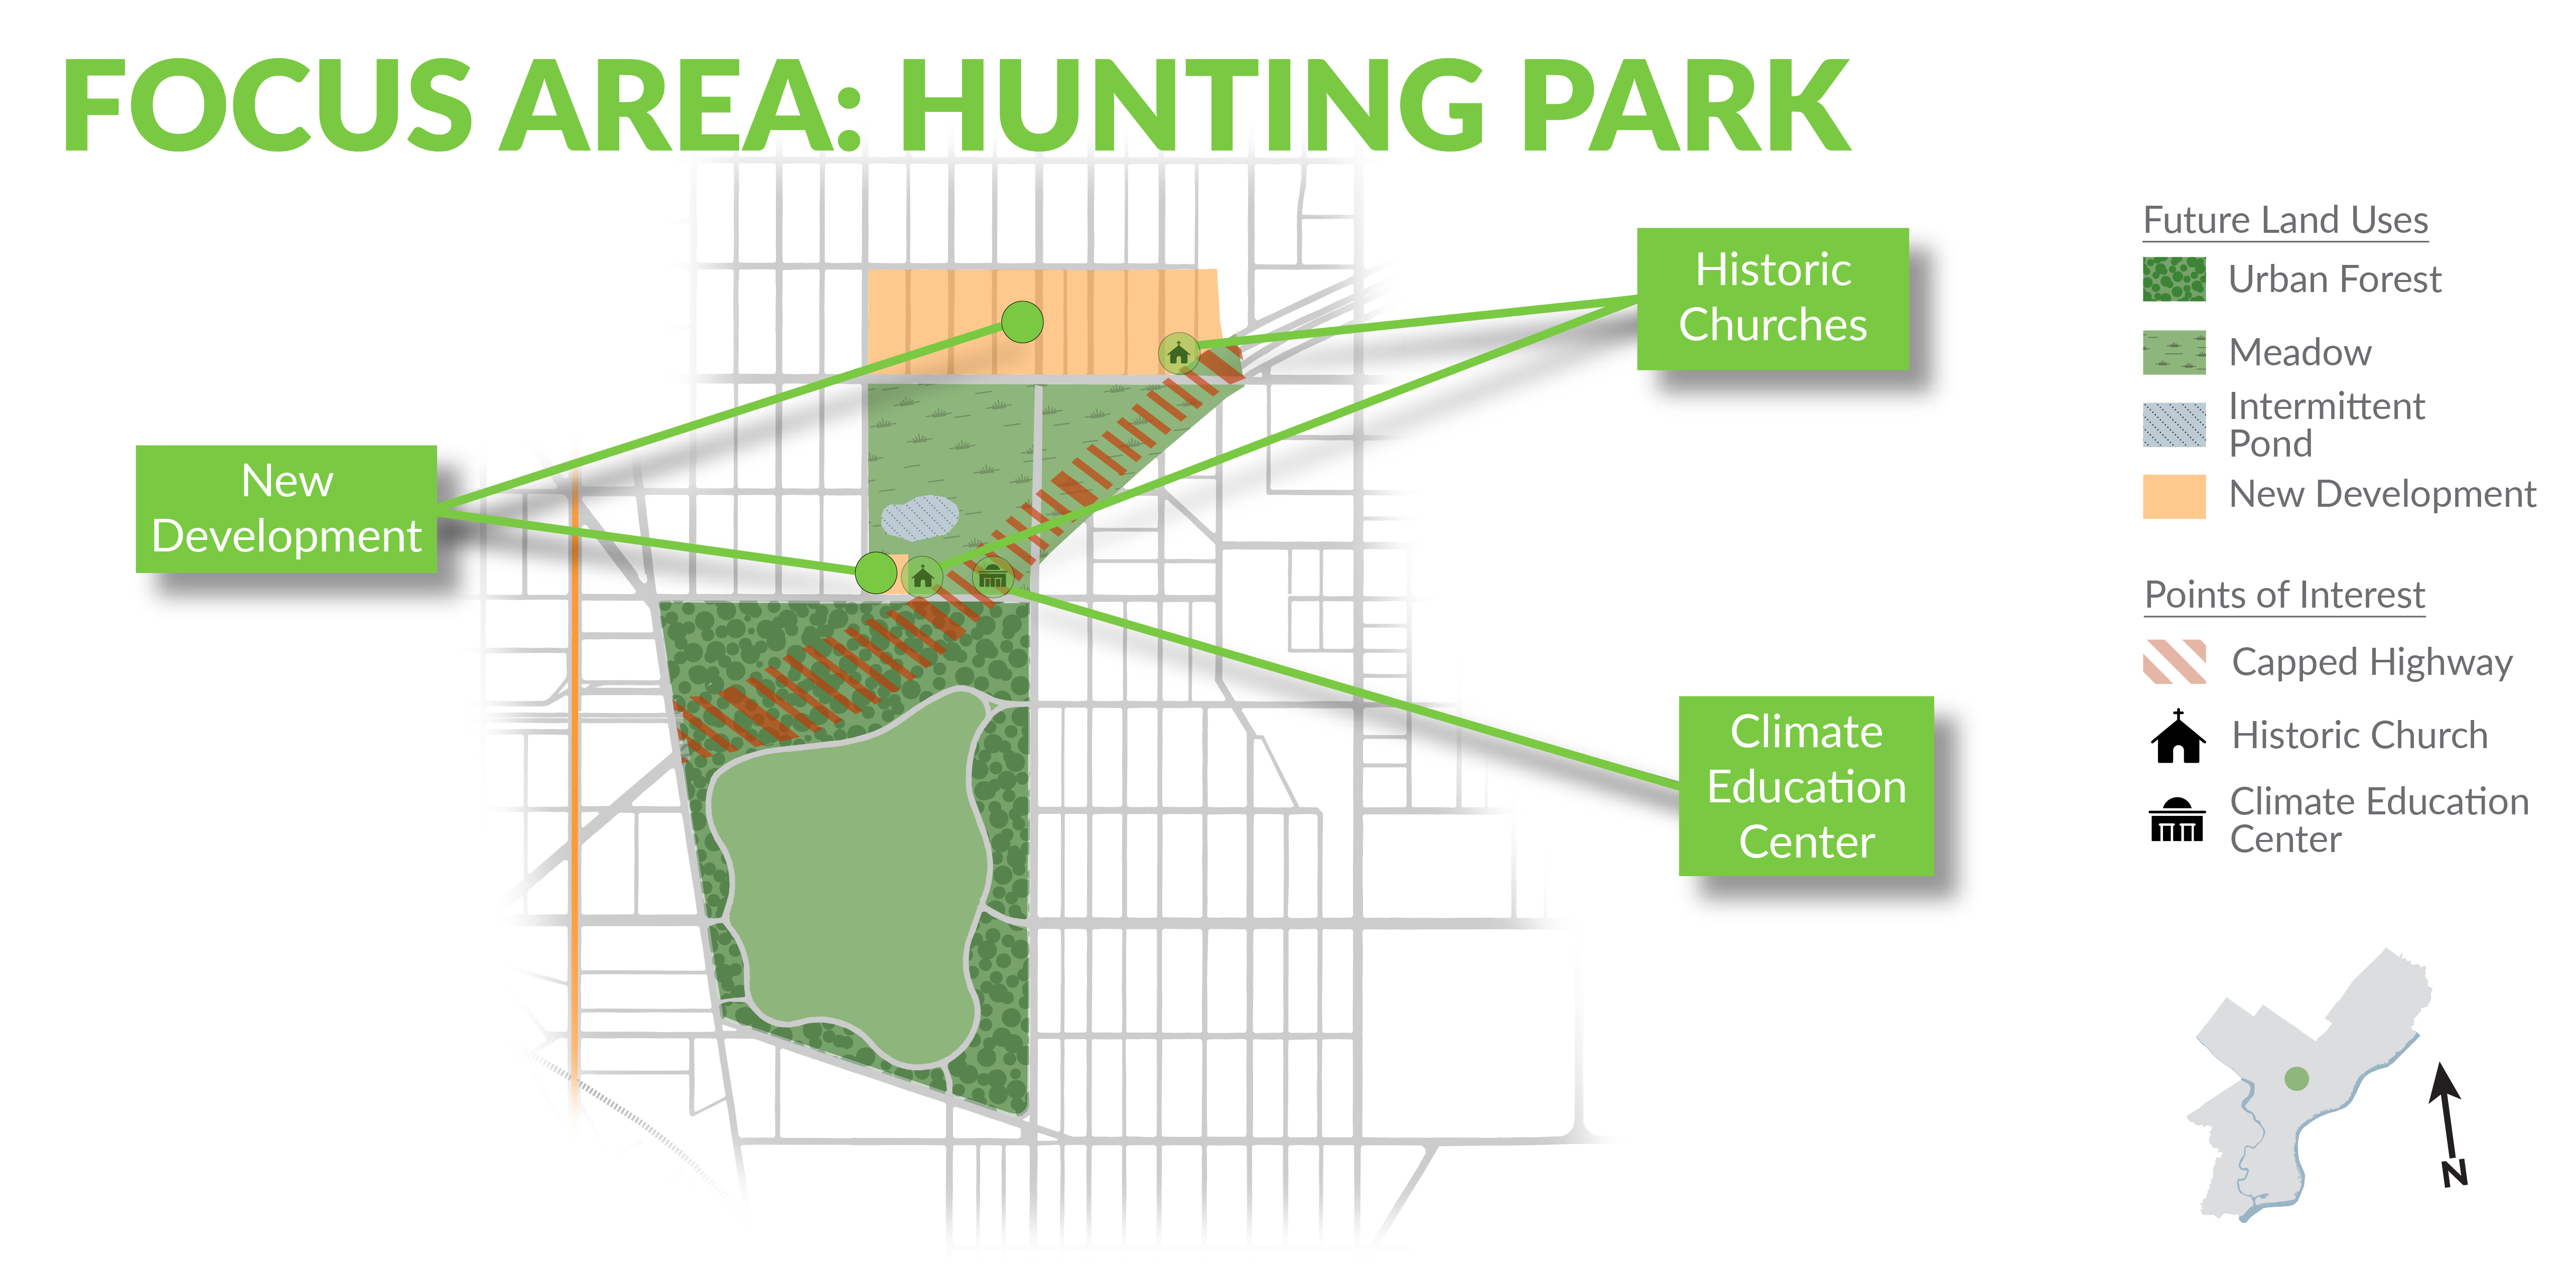 FOCUS AREA: HUNTING PARK
New
Development
Historic
Churches
Climate
Education
Center
Future Land Uses
Urban Forest
Meadow
Intermittent
Pond
New Development
Points of Interest
Capped Highway
Historic Church
Climate Education
Center
N